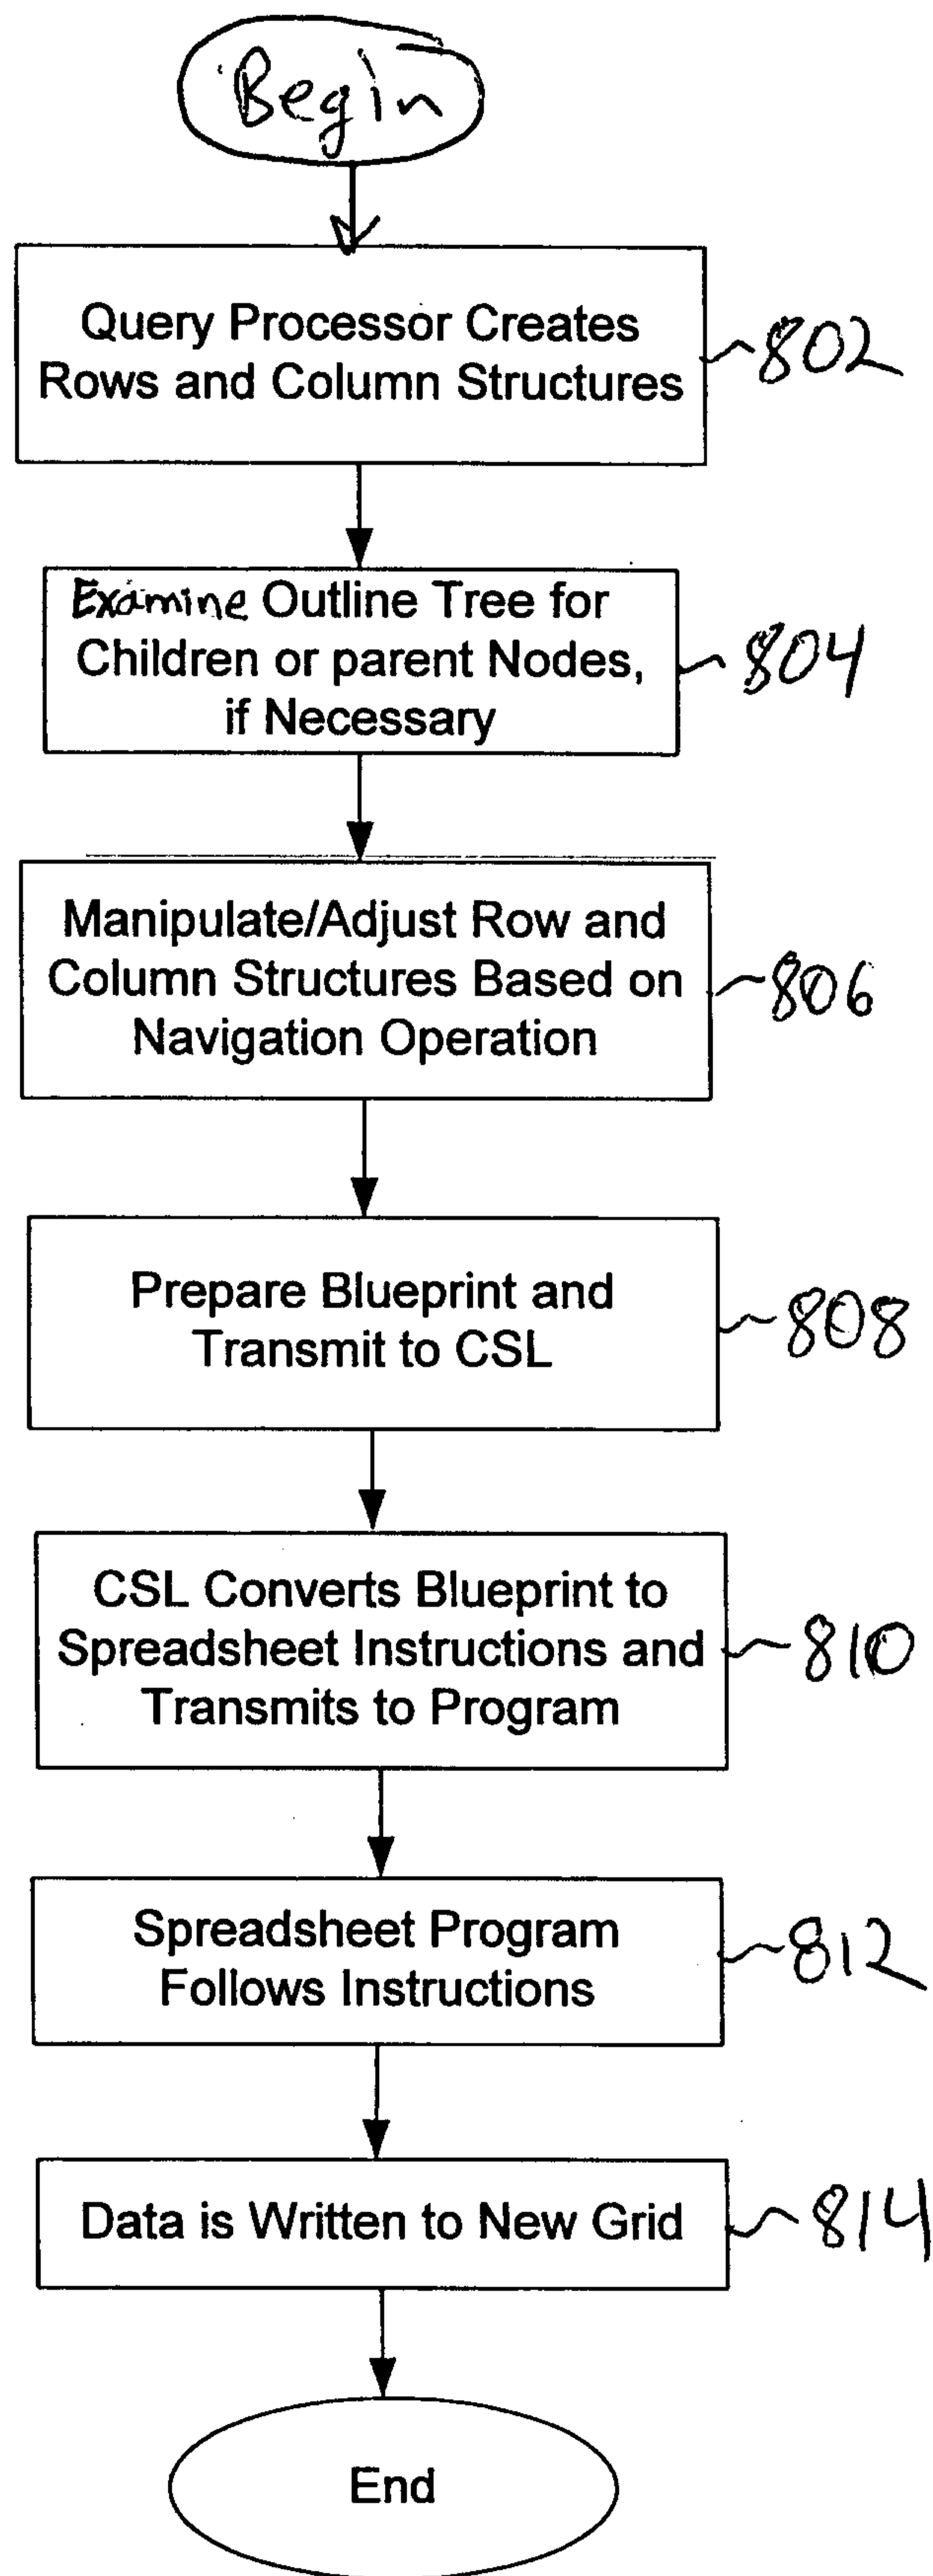 Begin
Query Processor Creates
Rows and Column Structures
802
Examine Outline Tree for
Children or parent Nodes,
if Necessary
804
Manipulate/Adjust Row and
Column Structures Based on
Navigation Operation
806
Prepare Blueprint and
Transmit to CSL
808
CSL Converts Blueprint to
Spreadsheet Instructions and
Transmits to Program
810
Spreadsheet Program
Follows Instructions
812
Data is Written to New Grid
814
End